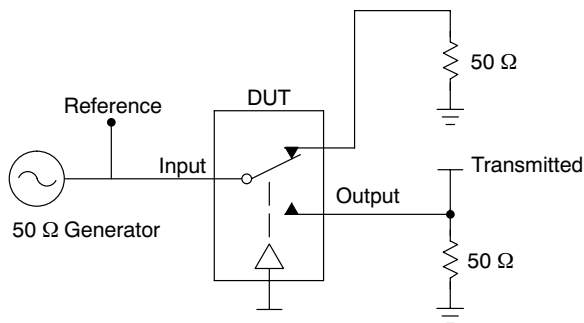 50 Ω
DUT
Reference
Input
Transmitted
Output
50 Ω Generator
50 Ω